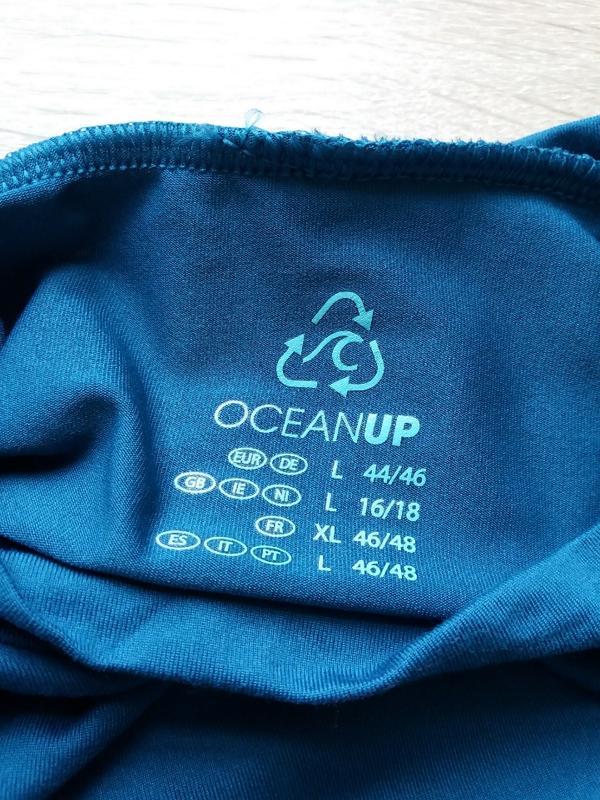 OCEANUP
EUR DE L 44/46
GB IE NI L 16/18
FR XL 46/48
ES IT PT L 46/48